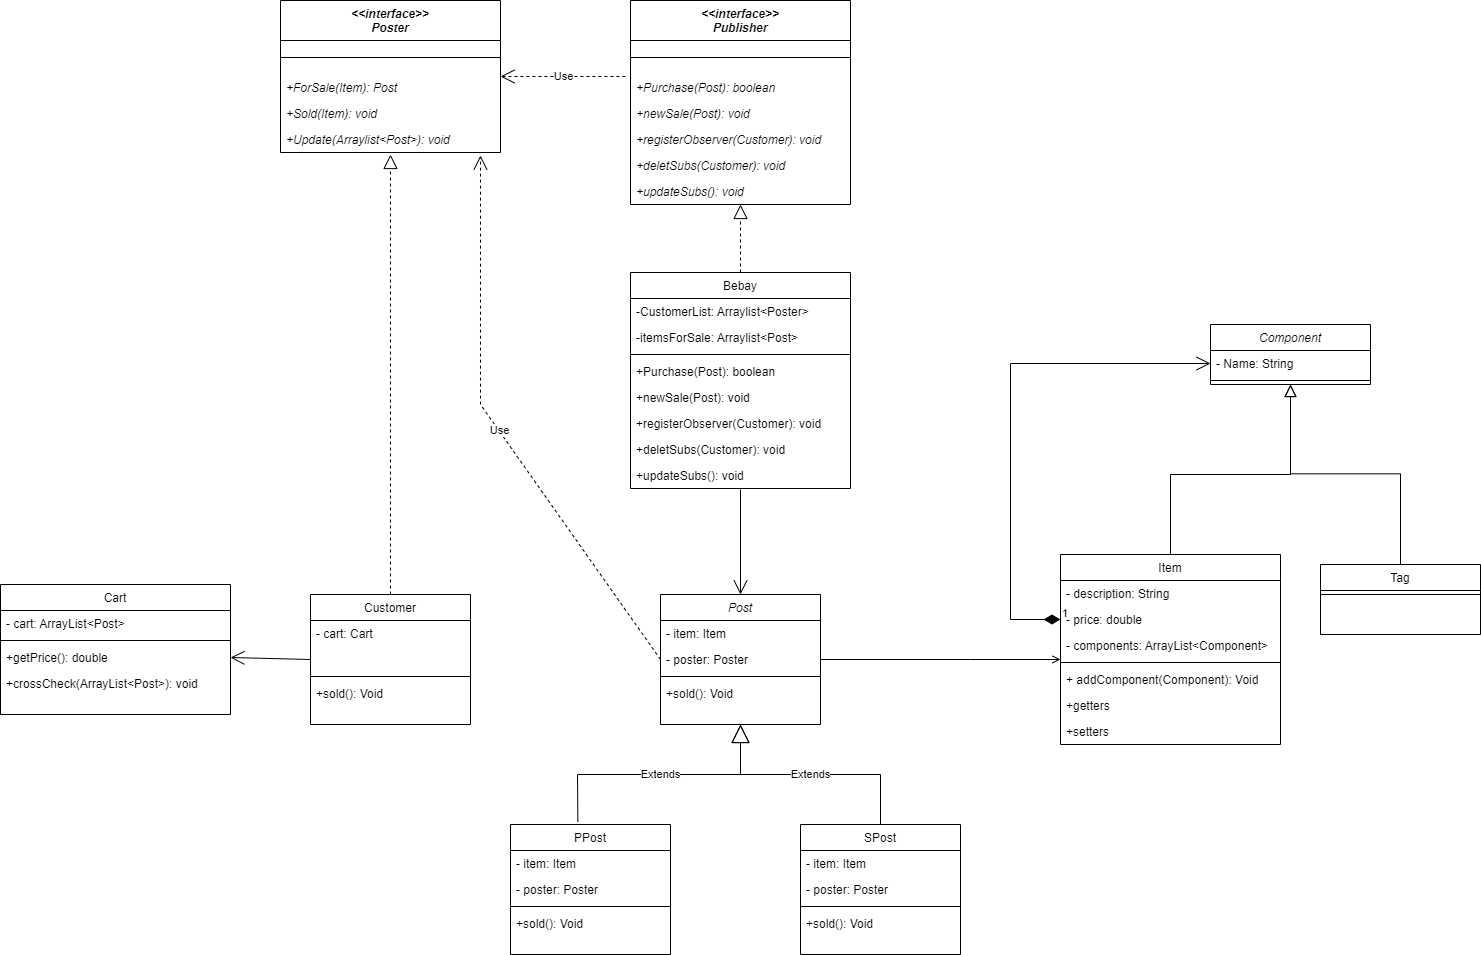 <<interface>>
Poster
+ForSale(Item): Post
+Sold(Item): void
+Update(Arraylist<Post>): void
Use
<<interface>>
Publisher
+Purchase(Post): boolean
+newSale(Post): void
+registerObserver(Customer): void
+deletSubs(Customer): void
+updateSubs(): void
Bebay
-CustomerList: Arraylist<Poster>
-itemsForSale: Arraylist<Post>
+Purchase(Post): boolean
+newSale(Post): void
+registerObserver(Customer): void
+deletSubs(Customer): void
+updateSubs(): void
Use
Component
- Name: String
Item
- description: String
1
- price: double
- components: ArrayList<Component>
+ addComponent(Component): Void
+getters
+setters
Tag
Cart
- cart: ArrayList<Post>
+getPrice(): double
+crossCheck(ArrayList<Post>): void
Customer
- cart: Cart
+sold(): Void
Post
- item: Item
- poster: Poster
+sold(): Void
Extends
Extends
PPost
- item: Item
- poster: Poster
+sold(): Void
SPost
- item: Item
- poster: Poster
+sold(): Void